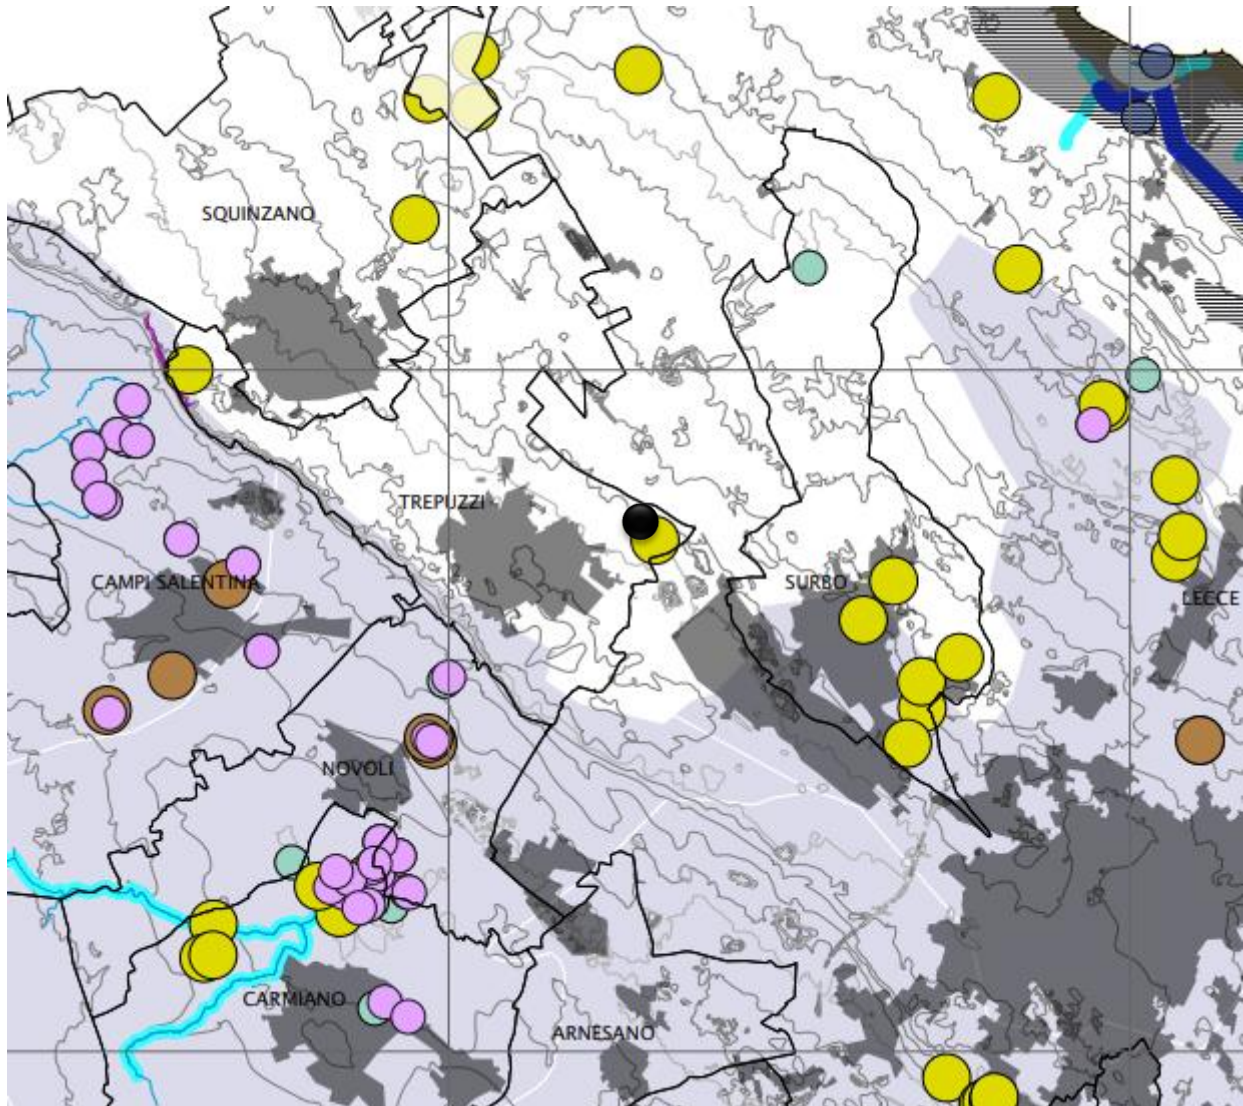 SQUINZANO
TREPUZZI
CAMPI SALENTINA
SURBO
LECCE
NOVOLI
CARMIANO
ARNESANO